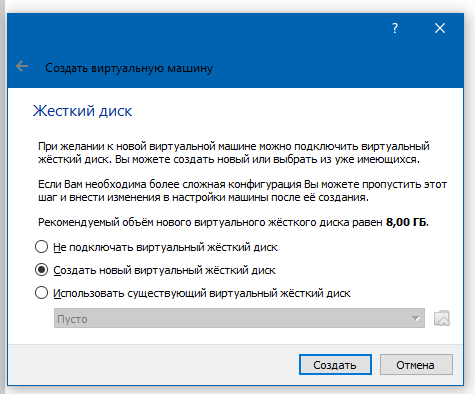 ?
Создать виртуальную машину
Жесткий диск
При желании к новой виртуальной машине можно подключить виртуальный
жёсткий диск. Вы можете создать новый или выбрать из уже имеющихся.
Если Вам необходима более сложная конфигурация Вы можете пропустить этот
шаг и внести изменения в настройки машины после её создания.
Рекомендуемый объём нового виртуального жёсткого диска равен 8,00 ГБ.
Не подключать виртуальный жёсткий диск
Создать новый виртуальный жёсткий диск
Использовать существующий виртуальный жёсткий диск
Пусто
Создать
Отмена